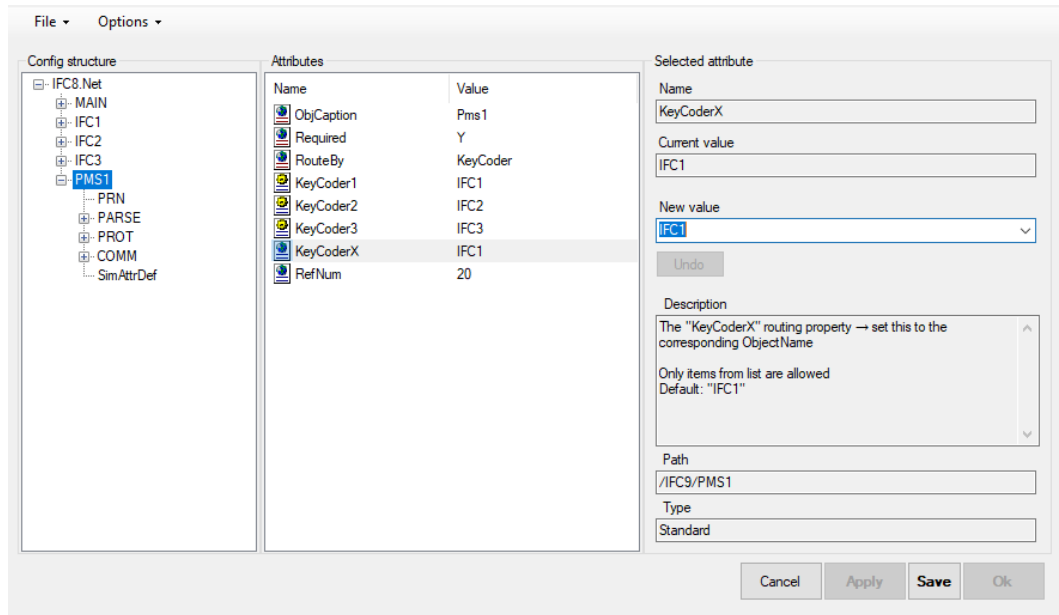 File Options
Config structure
IFC8.Net
MAIN
IFC1
IFC2
IFC3
PMS1
PRN
PARSE
PROT
COMM
SimAttrDef
Attributes
Name Value
ObjCaption Pms1
Required Y
RouteBy KeyCoder
KeyCoder1 IFC1
KeyCoder2 IFC2
KeyCoder3 IFC3
KeyCoderX IFC1
RefNum 20
Selected attribute
Name
KeyCoderX
Current value
IFC1
New value
IFC1
Undo
Description
The "KeyCoderX" routing property → set this to the
corresponding ObjectName
Only items from list are allowed
Default: "IFC1"
Path
/IFC9/PMS1
Type
Standard
Cancel Apply Save Ok